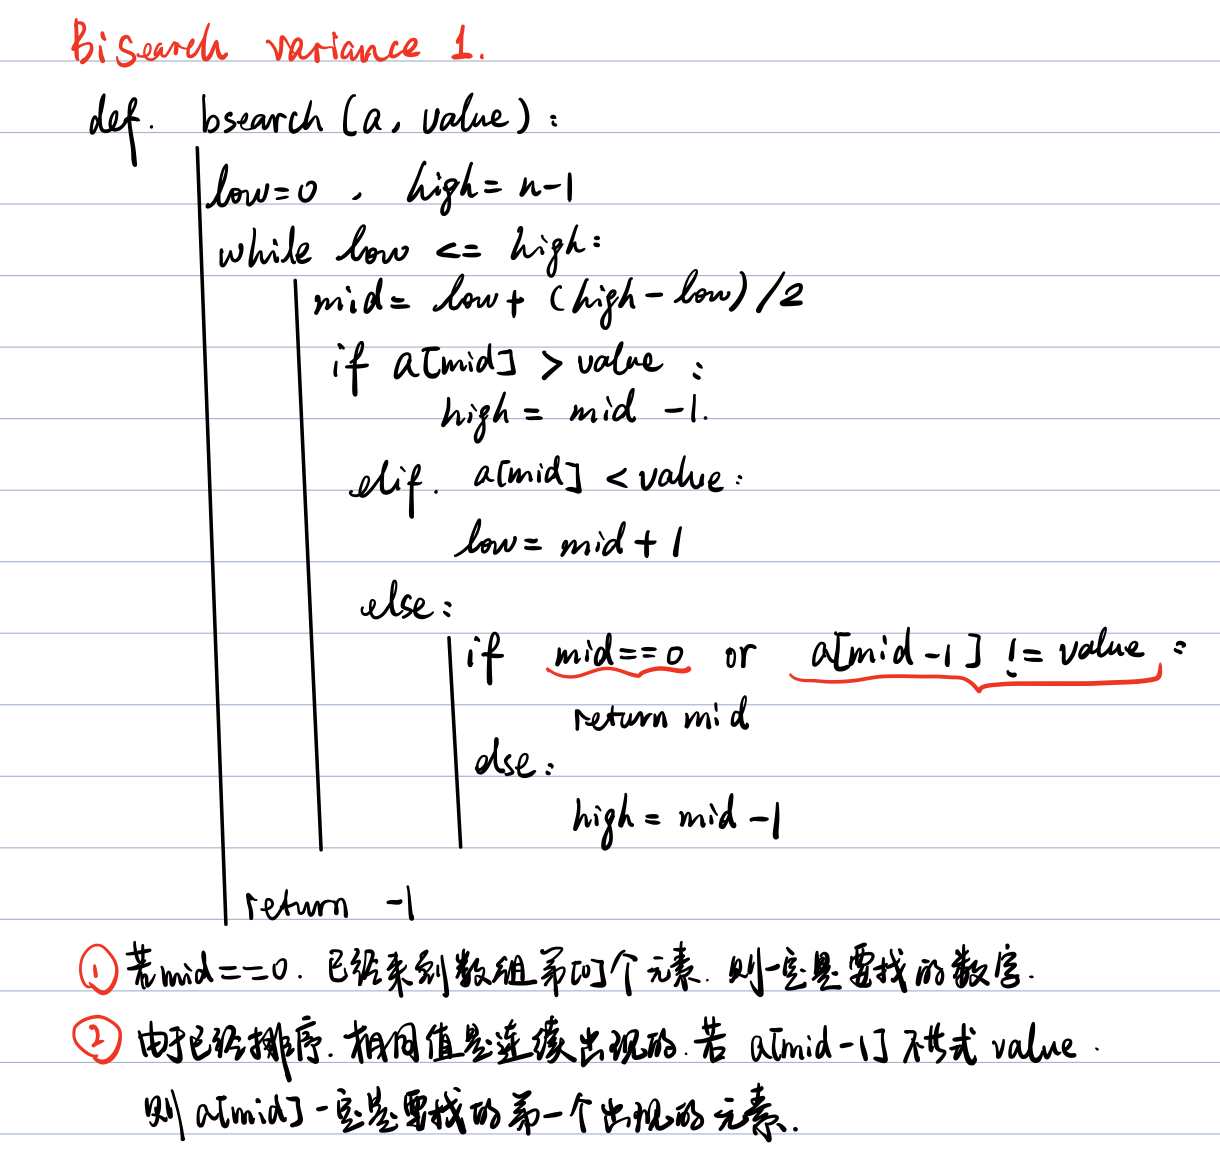 Bisearch variance 1.
def. bsearch (a, value):
low=0, high= n-1
while low <= high:
mid= low+ (high-low)/2
if a[mid] > value :
high = mid -1.
elif. a[mid] < value:
low= mid+1
else:
if mid==0 or a[mid-1] != value :
return mid
else:
high= mid-1
return -1
① 若mid==0. 已经来到数组第[0]个元素. 则一定是要找的数字.
② 由于已经排序. 相同值是连续出现的. 若 a[mid-1] 不 value.
则 a[mid] 一定是要找的第一个出现的元素.